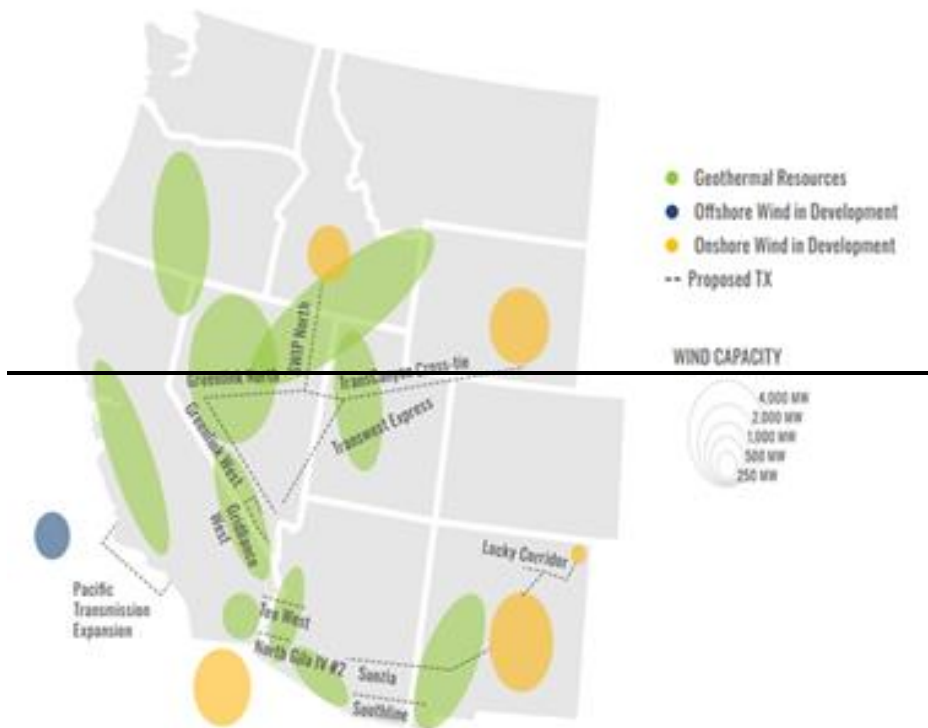 Geothermal Resources
Offshore Wind in Development
Onshore Wind in Development
-- Proposed TX
WIND CAPACITY
4,000 MW
2,000 MW
1,000 MW
500 MW
250 MW
SWIP North
Greenlink North
TransCanyon Cross-tie
Transwest Express
Greenlink West
Gridliance
West
Lucky Corridor
Pacific
Transmission
Expansion
Ten West
North Gila IV #2
Sunzia
Southline